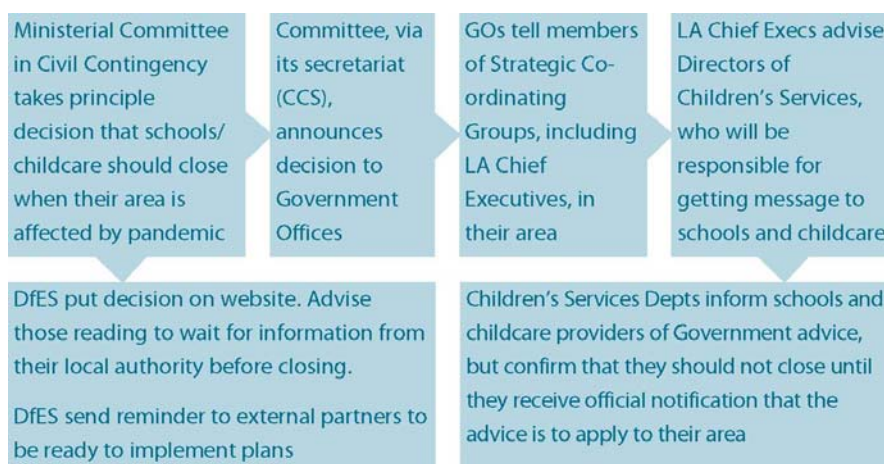 Ministerial Committee
in Civil Contingency
takes principle
decision that schools/
childcare should close
when their area is
affected by pandemic
Committee, via
its secretariat
(CCS),
announces
decision to
Government
Offices
GOs tell members
of Strategic Co-
ordinating
Groups, including
LA Chief
Executives, in
their area
LA Chief Execs advise
Directors of
Children's Services,
who will be
responsible for
getting message to
schools and childcare
DfES put decision on website. Advise
those reading to wait for information from
their local authority before closing.
DfES send reminder to external partners to
be ready to implement plans
Children's Services Depts inform schools and
childcare providers of Government advice,
but confirm that they should not close until
they receive official notification that the
advice is to apply to their area